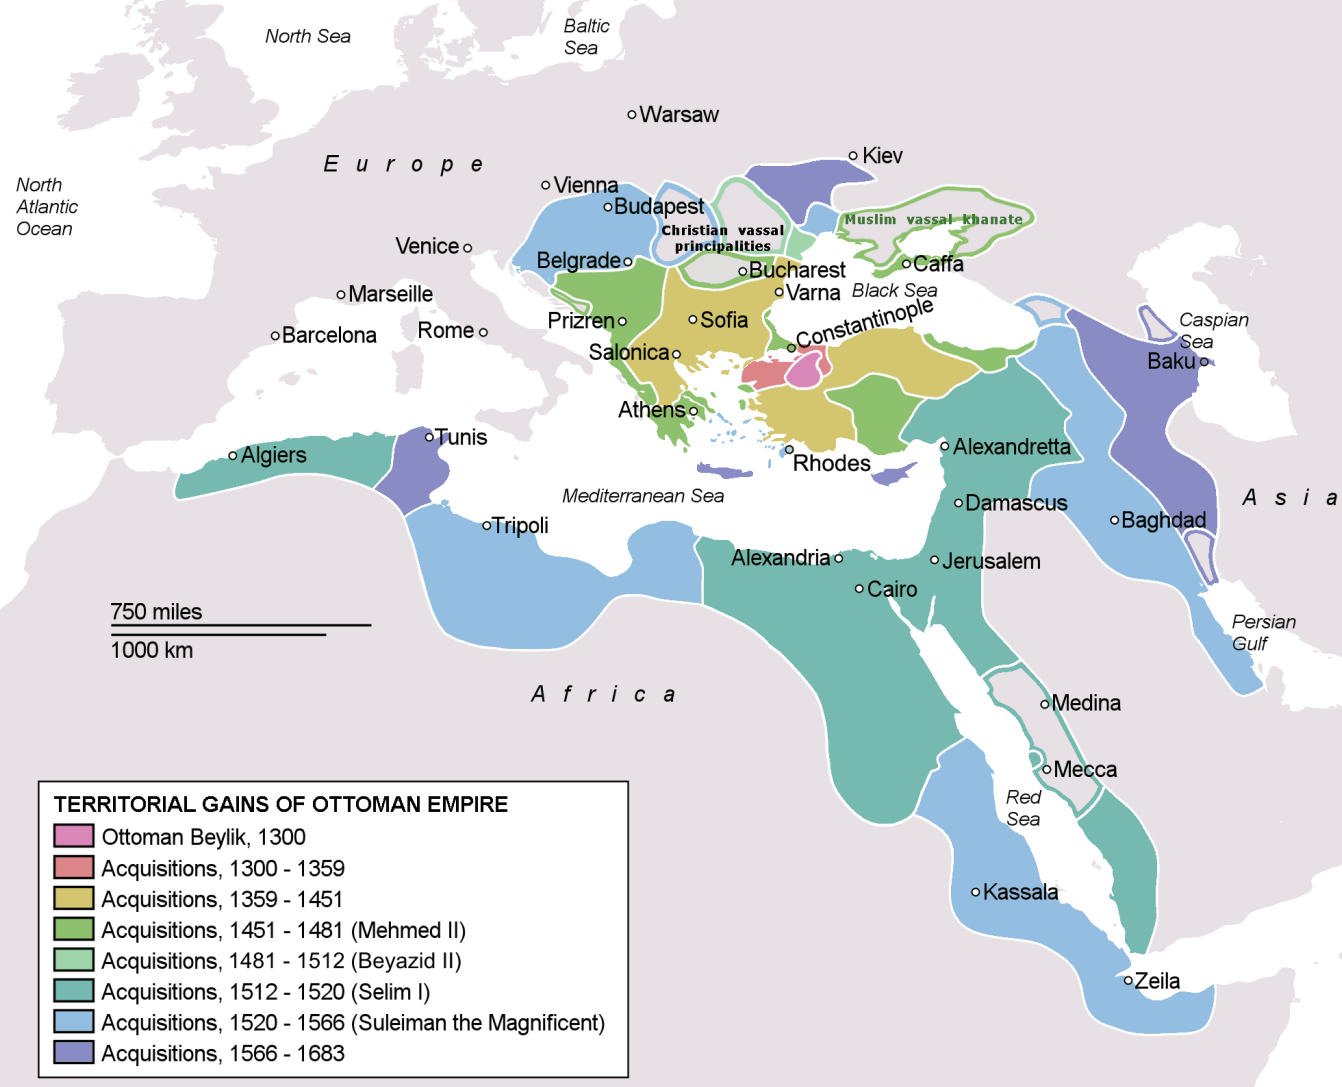 North Sea
Baltic
Sea
Warsaw
Europe
Kiev
North
Atlantic
Ocean
Vienna
Budapest
Muslim vassal khanate
Christian vassal
principalities
Venice
Belgrade
Bucharest
Caffa
Marseille
Varna
Black Sea
Barcelona
Rome
Prizren
Sofia
Constantinople
Caspian
Sea
Salonica
Baku
Athens
Tunis
Algiers
Alexandretta
Rhodes
Mediterranean Sea
Asia
Damascus
Tripoli
Baghdad
Alexandria
Jerusalem
Cairo
750 miles
1000 km
Persian
Gulf
Africa
Medina
Mecca
Red
Sea
Kassala
Zeila
TERRITORIAL GAINS OF OTTOMAN EMPIRE
Ottoman Beylik, 1300
Acquisitions, 1300 - 1359
Acquisitions, 1359 - 1451
Acquisitions, 1451 - 1481 (Mehmed II)
Acquisitions, 1481 - 1512 (Beyazid II)
Acquisitions, 1512 - 1520 (Selim I)
Acquisitions, 1520 - 1566 (Suleiman the Magnificent)
Acquisitions, 1566 - 1683